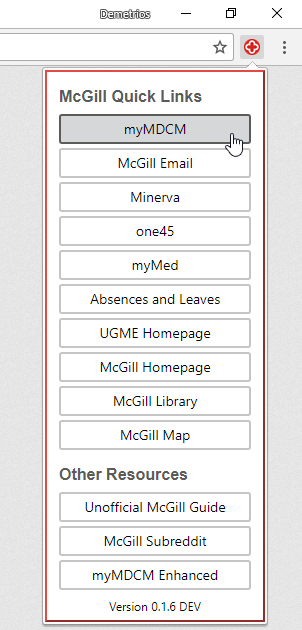 Demetrios
McGill Quick Links
myMDCM
McGill Email
Minerva
one45
myMed
Absences and Leaves
UGME Homepage
McGill Homepage
McGill Library
McGill Map
Other Resources
Unofficial McGill Guide
McGill Subreddit
myMDCM Enhanced
Version 0.1.6 DEV